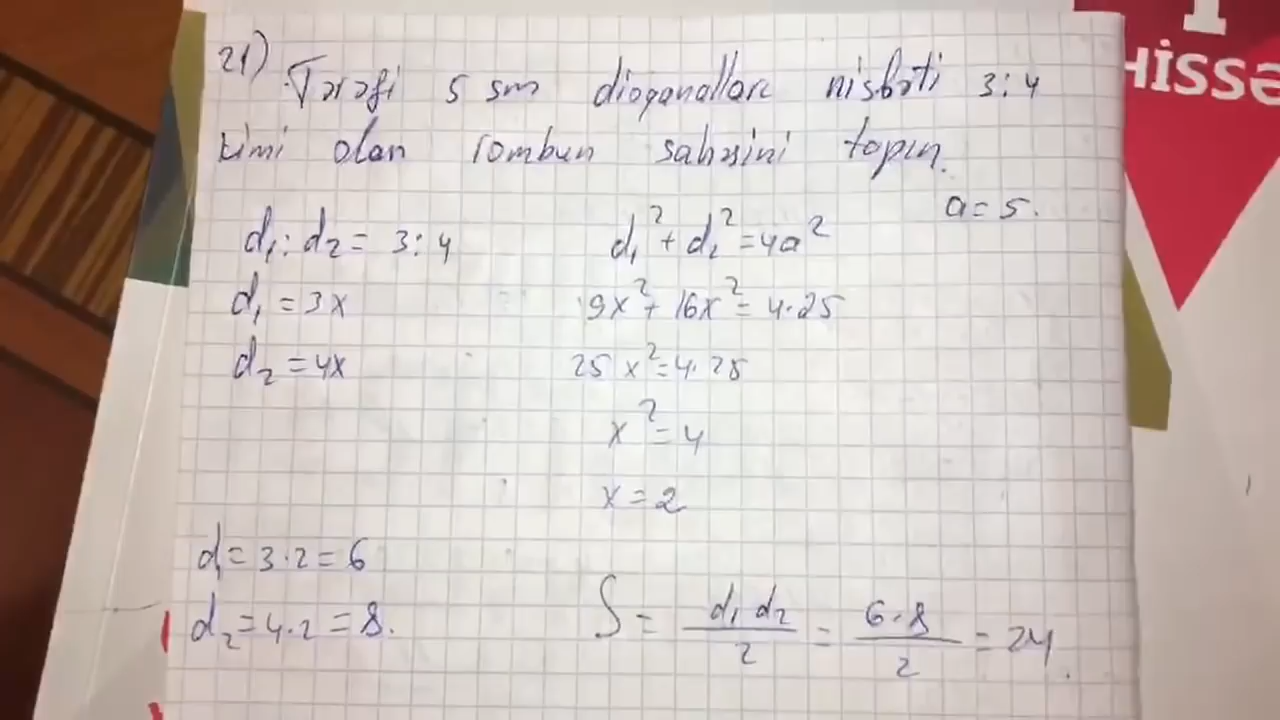 1
HİSSƏ
21) Tərəfi 5 sm dioqanalları nisbəti 3:4
kimi olan rombun sahəsini tapın.
a=5.
d₁:d₂=3:4
d₁=3x
d₂=4x
d₁²+d₂²=4a²
9x²+16x²=4·25
25x²=4·25
x²=4
x=2
d₁=3·2=6
d₂=4·2=8.
S=d₁d₂/2=6·8/2=24.